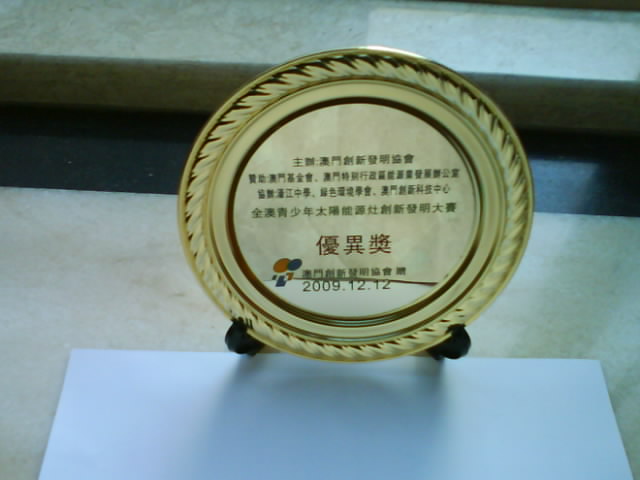 主辦:澳門創新發明協會
贊助:澳門基金會、澳門特別行政區能源業發展辦公室
協辦:濠江中學、綠色環境學會、澳門創新科技中心
全澳青少年太陽能源灶創新發明大賽
優異獎
澳門創新發明協會 贈
2009.12.12